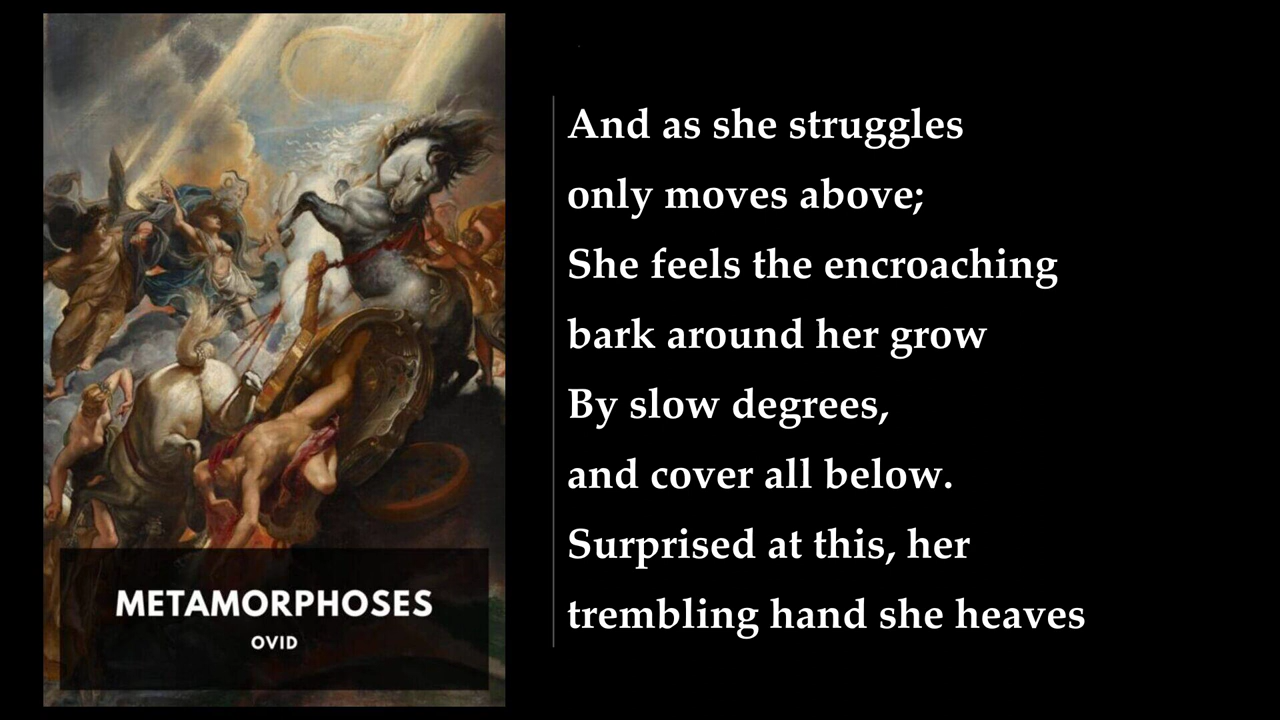 METAMORPHOSES
OVID
And as she struggles
only moves above;
She feels the encroaching
bark around her grow
By slow degrees,
and cover all below.
Surprised at this, her
trembling hand she heaves